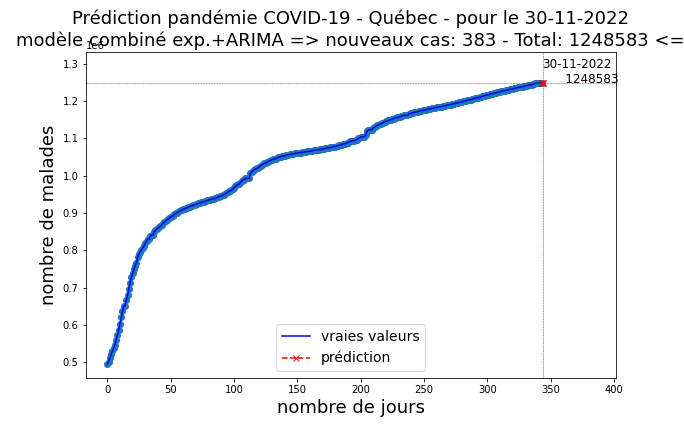 Prédiction pandémie COVID-19 - Québec - pour le 30-11-2022
modèle combiné exp.+ARIMA => nouveaux cas: 383 - Total: 1248583 <=
1e6
30-11-2022
1248583
1.3
1.2
1.1
1.0
0.9
0.8
0.7
0.6
0.5
nombre de malades
vraies valeurs
prédiction
0 50 100 150 200 250 300 350 400
nombre de jours